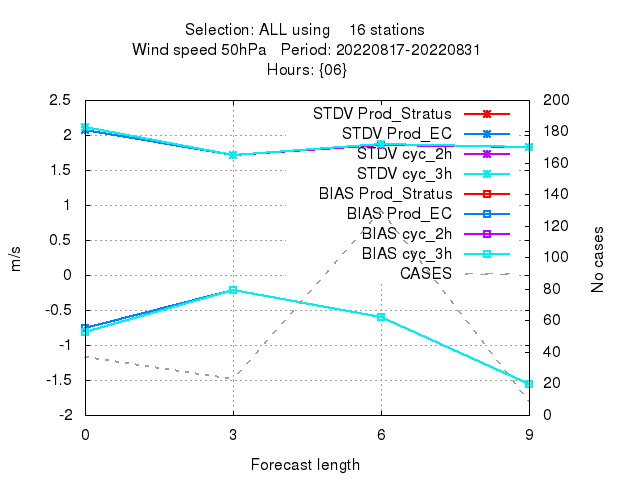 Selection: ALL using    16 stations
Wind speed 50hPa   Period: 20220817-20220831
Hours: {06}
2.5
2
1.5
1
0.5
0
-0.5
-1
-1.5
-2
m/s
STDV Prod_Stratus
STDV Prod_EC
STDV cyc_2h
STDV cyc_3h
BIAS Prod_Stratus
BIAS Prod_EC
BIAS cyc_2h
BIAS cyc_3h
CASES
200
180
160
140
120
100
80
60
40
20
0
No cases
0 3 6 9
Forecast length